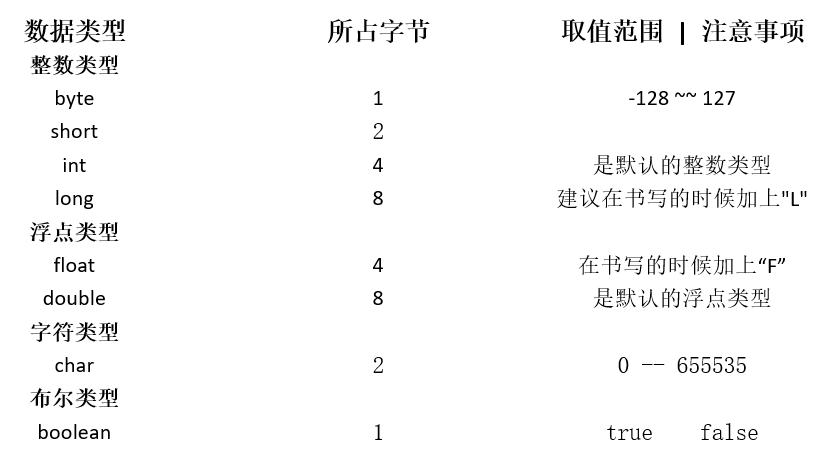 数据类型 所占字节 取值范围 | 注意事项
整数类型
byte 1 -128 ~~ 127
short 2
int 4 是默认的整数类型
long 8 建议在书写的时候加上"L"
浮点类型
float 4 在书写的时候加上“F”
double 8 是默认的浮点类型
字符类型
char 2 0 -- 655535
布尔类型
boolean 1 true false